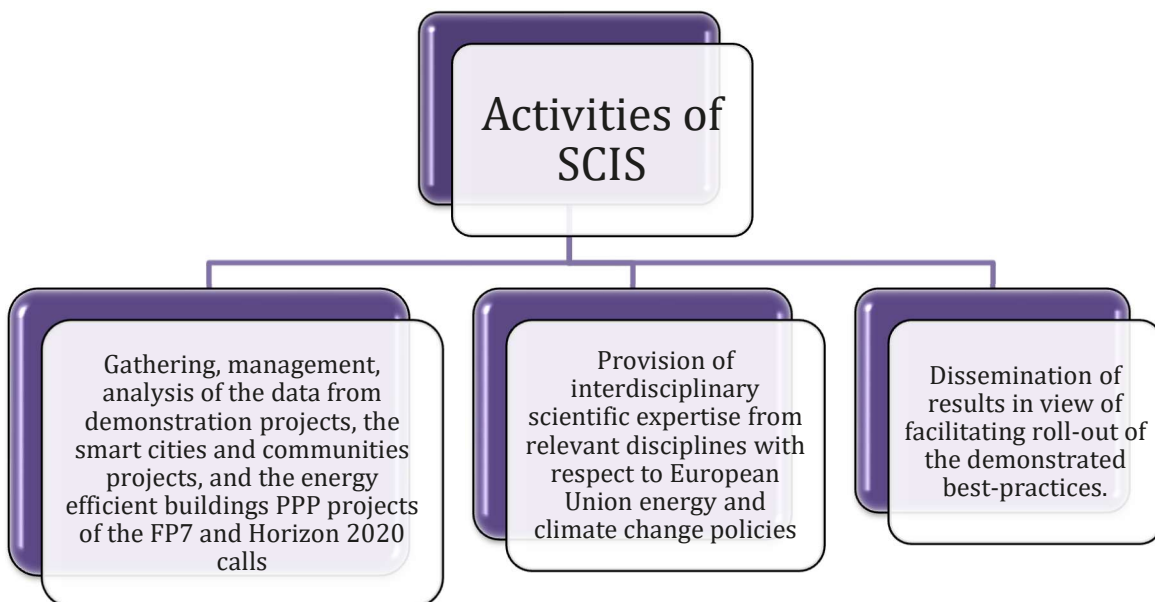 Activities of
SCIS
Gathering, management,
analysis of the data from
demonstration projects, the
smart cities and communities
projects, and the energy
efficient buildings PPP projects
of the FP7 and Horizon 2020
calls
Provision of
interdisciplinary
scientific expertise from
relevant disciplines with
respect to European
Union energy and
climate change policies
Dissemination of
results in view of
facilitating roll-out of
the demonstrated
best-practices.